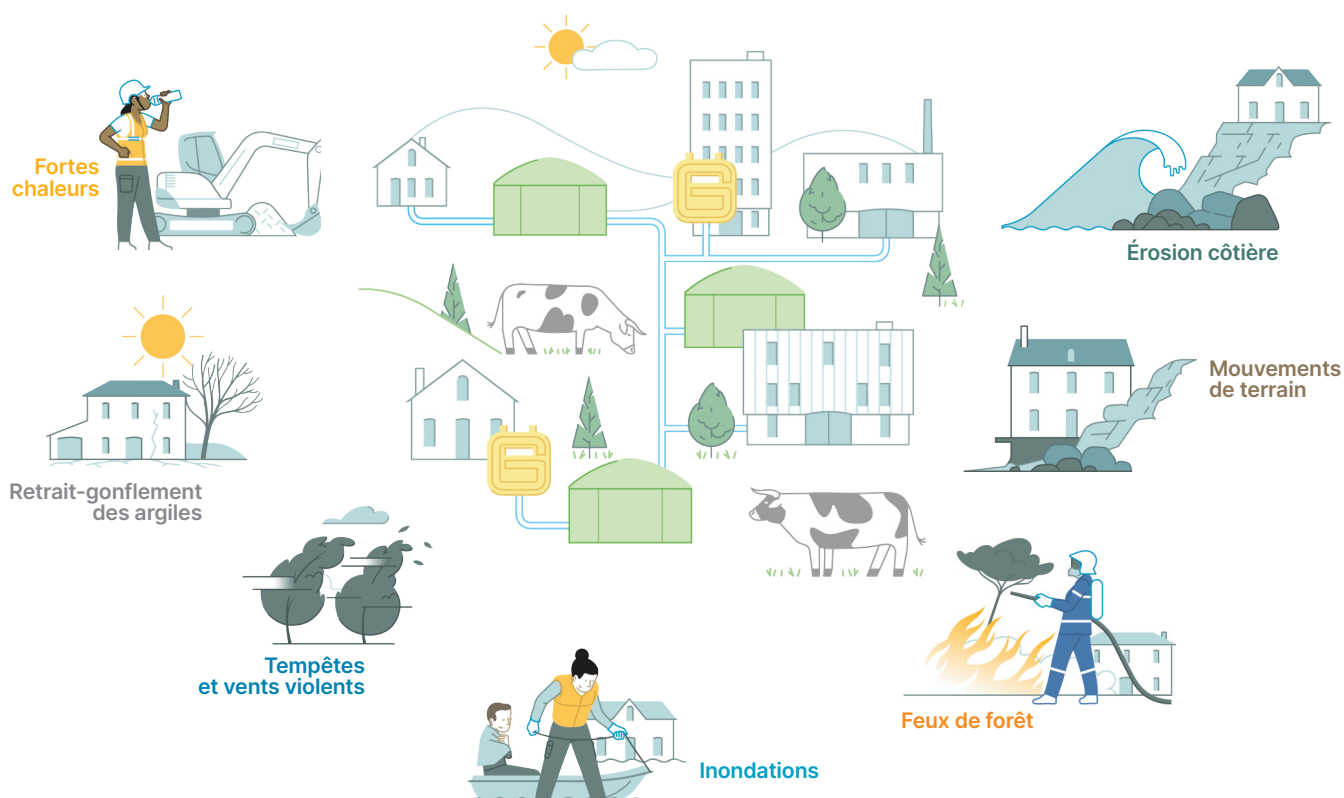 Fortes
chaleurs
Érosion côtière
Mouvements
de terrain
Retrait-gonflement
des argiles
Tempêtes
et vents violents
Feux de forêt
Inondations